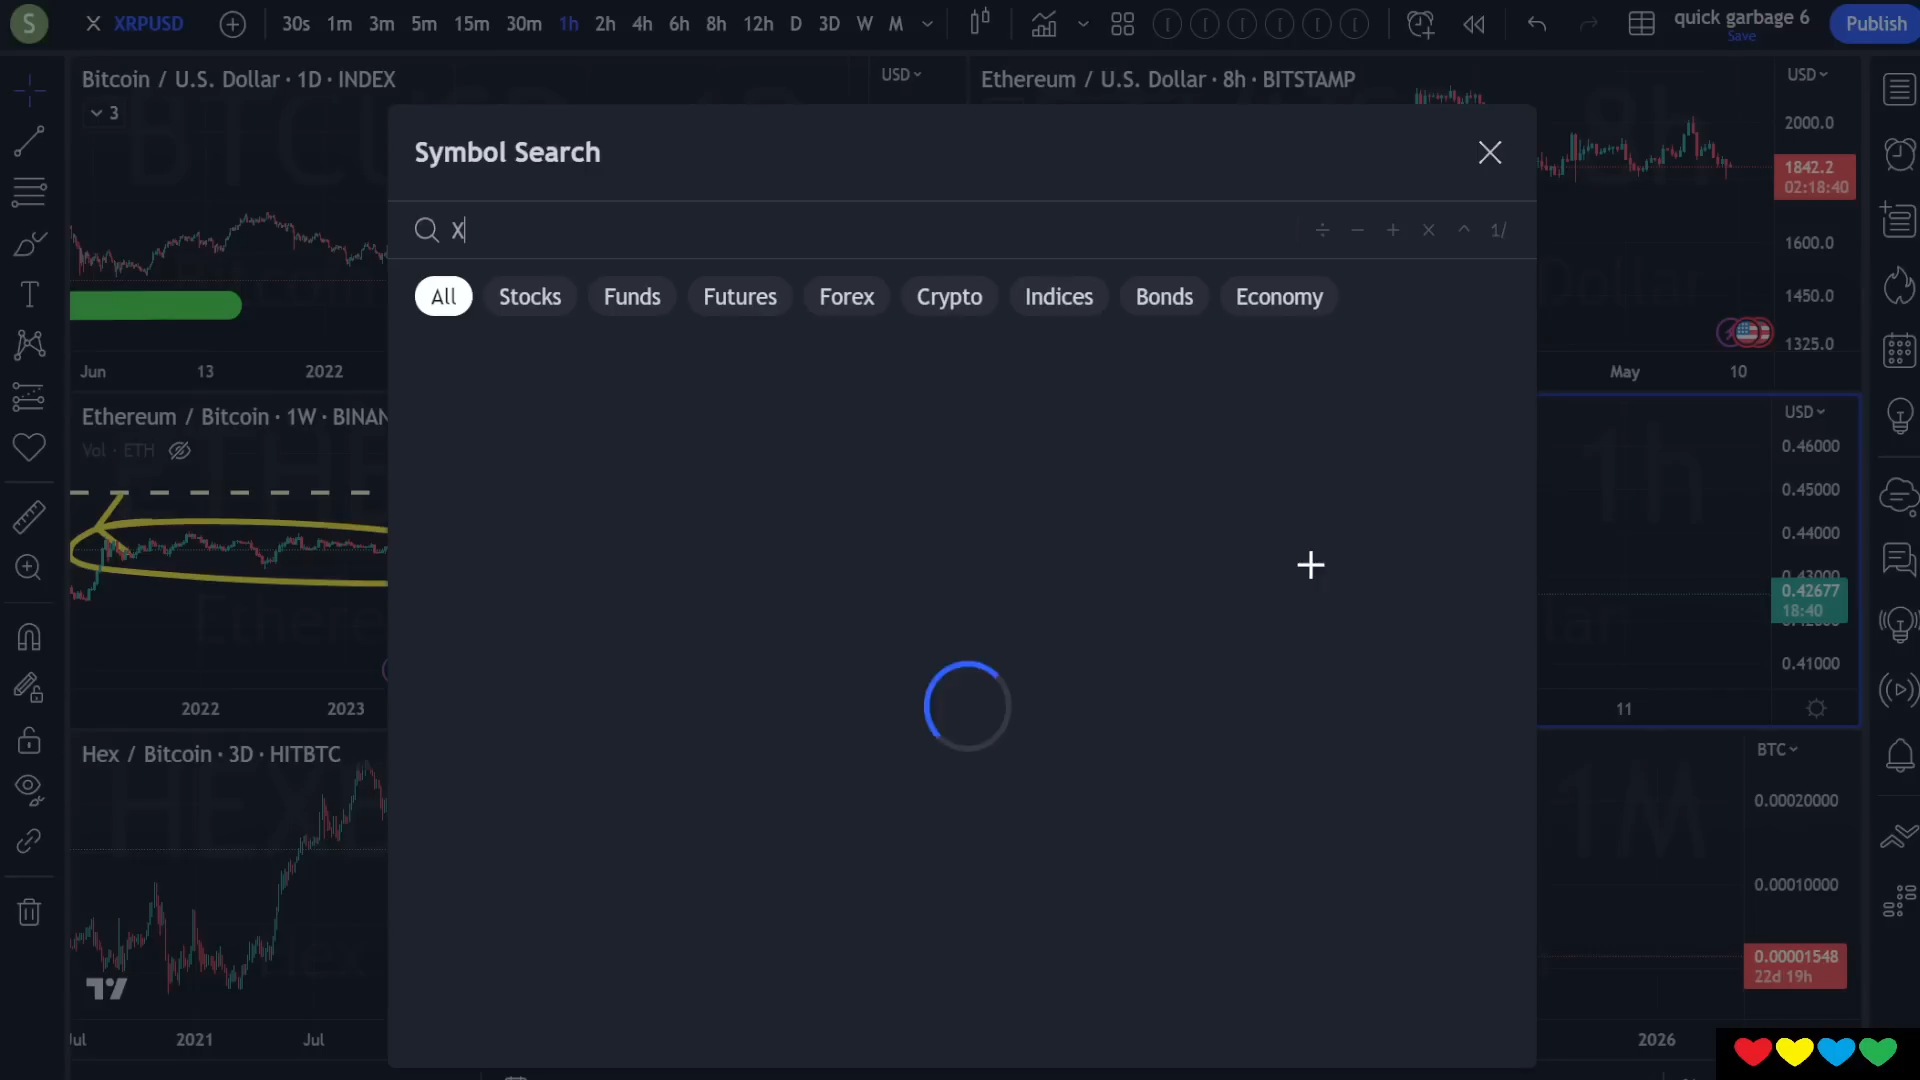 S
XRPUSD
30s 1m 3m 5m 15m 30m 1h 2h 4h 6h 8h 12h D 3D W M
quick garbage 6
Save
Publish
Bitcoin / U.S. Dollar · 1D · INDEX
USD
3
Ethereum / U.S. Dollar · 8h · BITSTAMP
USD
2000.0
1842.2
02:18:40
1600.0
1450.0
1325.0
Jun 13 2022
May 10
Symbol Search
X
÷ − + × ^ 1/
All Stocks Funds Futures Forex Crypto Indices Bonds Economy
Ethereum / Bitcoin · 1W · BINAN
Vol · ETH
2022 2023
1h
USD
0.46000
0.45000
0.44000
0.43000
0.42677
18:40
0.41000
11
Hex / Bitcoin · 3D · HITBTC
Jul 2021 Jul
1M
BTC
0.00020000
0.00010000
0.00001548
22d 19h
2026